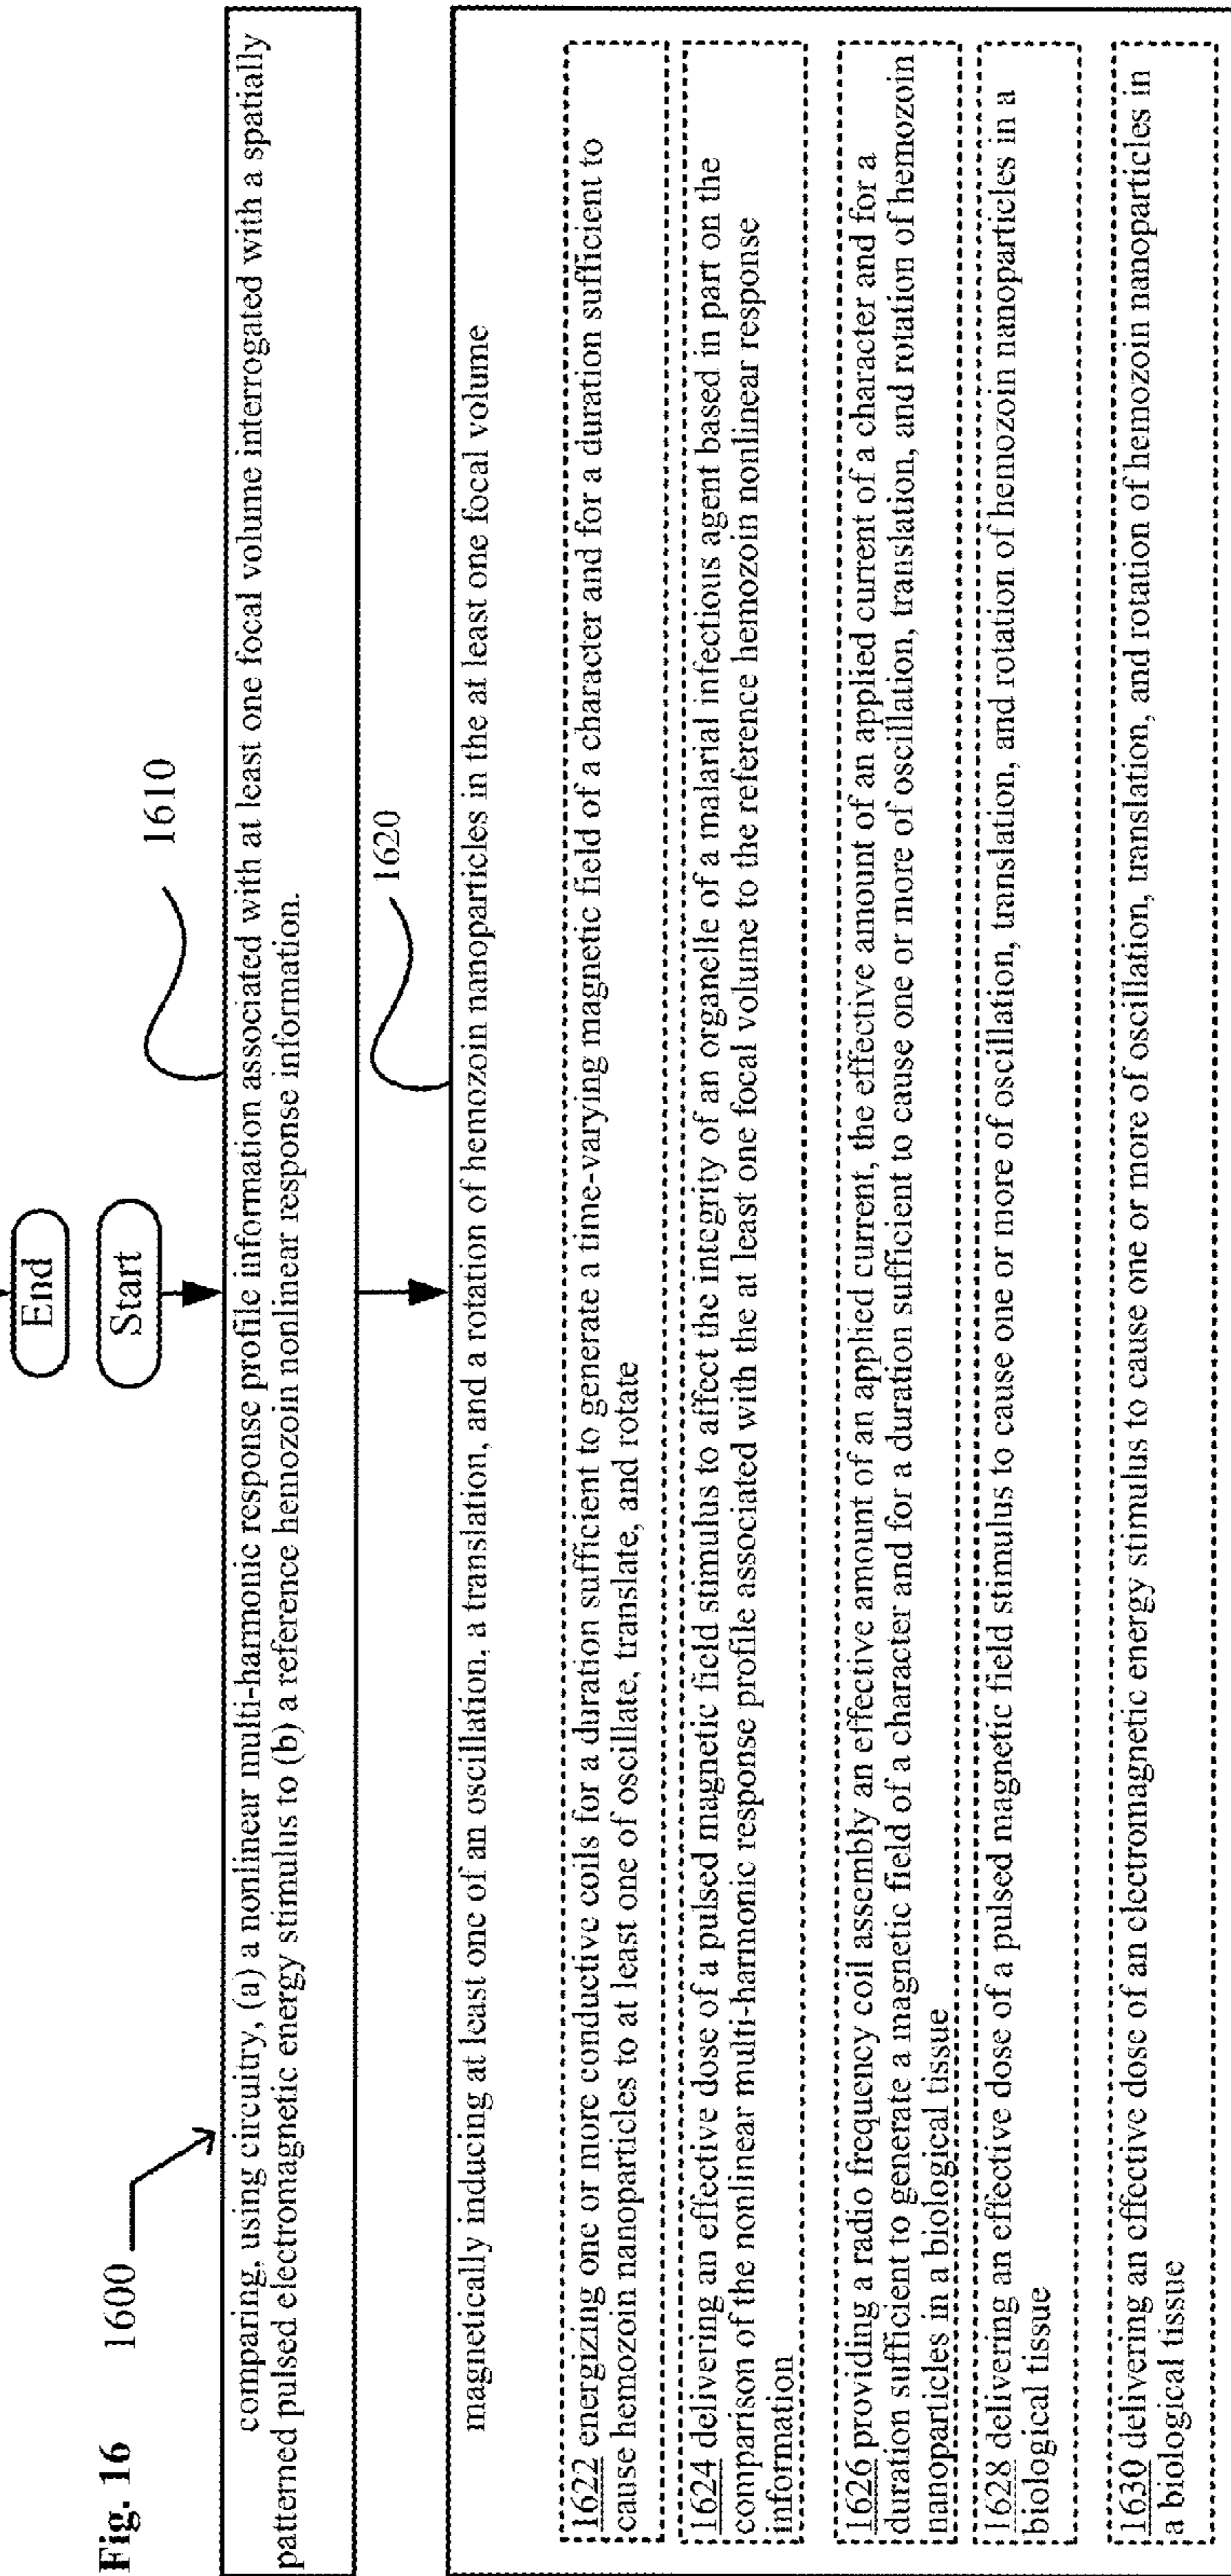 End
Start
Fig. 16
1600
1610
comparing, using circuitry, (a) a nonlinear multi-harmonic response profile information associated with at least one focal volume interrogated with a spatially
patterned pulsed electromagnetic energy stimulus to (b) a reference hemozoin nonlinear response information.
1620
magnetically inducing at least one of an oscillation, a translation, and a rotation of hemozoin nanoparticles in the at least one focal volume
1622 energizing one or more conductive coils for a duration sufficient to generate a time-varying magnetic field of a character and for a duration sufficient to
cause hemozoin nanoparticles to at least one of oscillate, translate, and rotate
1624 delivering an effective dose of a pulsed magnetic field stimulus to affect the integrity of an organelle of a malarial infectious agent based in part on the
comparison of the nonlinear multi-harmonic response profile associated with the at least one focal volume to the reference hemozoin nonlinear response
information
1626 providing a radio frequency coil assembly an effective amount of an applied current, the effective amount of an applied current of a character and for a
duration sufficient to generate a magnetic field of a character and for a duration sufficient to cause one or more of oscillation, translation, and rotation of hemozoin
nanoparticles in a biological tissue
1628 delivering an effective dose of a pulsed magnetic field stimulus to cause one or more of oscillation, translation, and rotation of hemozoin nanoparticles in a
biological tissue
1630 delivering an effective dose of an electromagnetic energy stimulus to cause one or more of oscillation, translation, and rotation of hemozoin nanoparticles in
a biological tissue